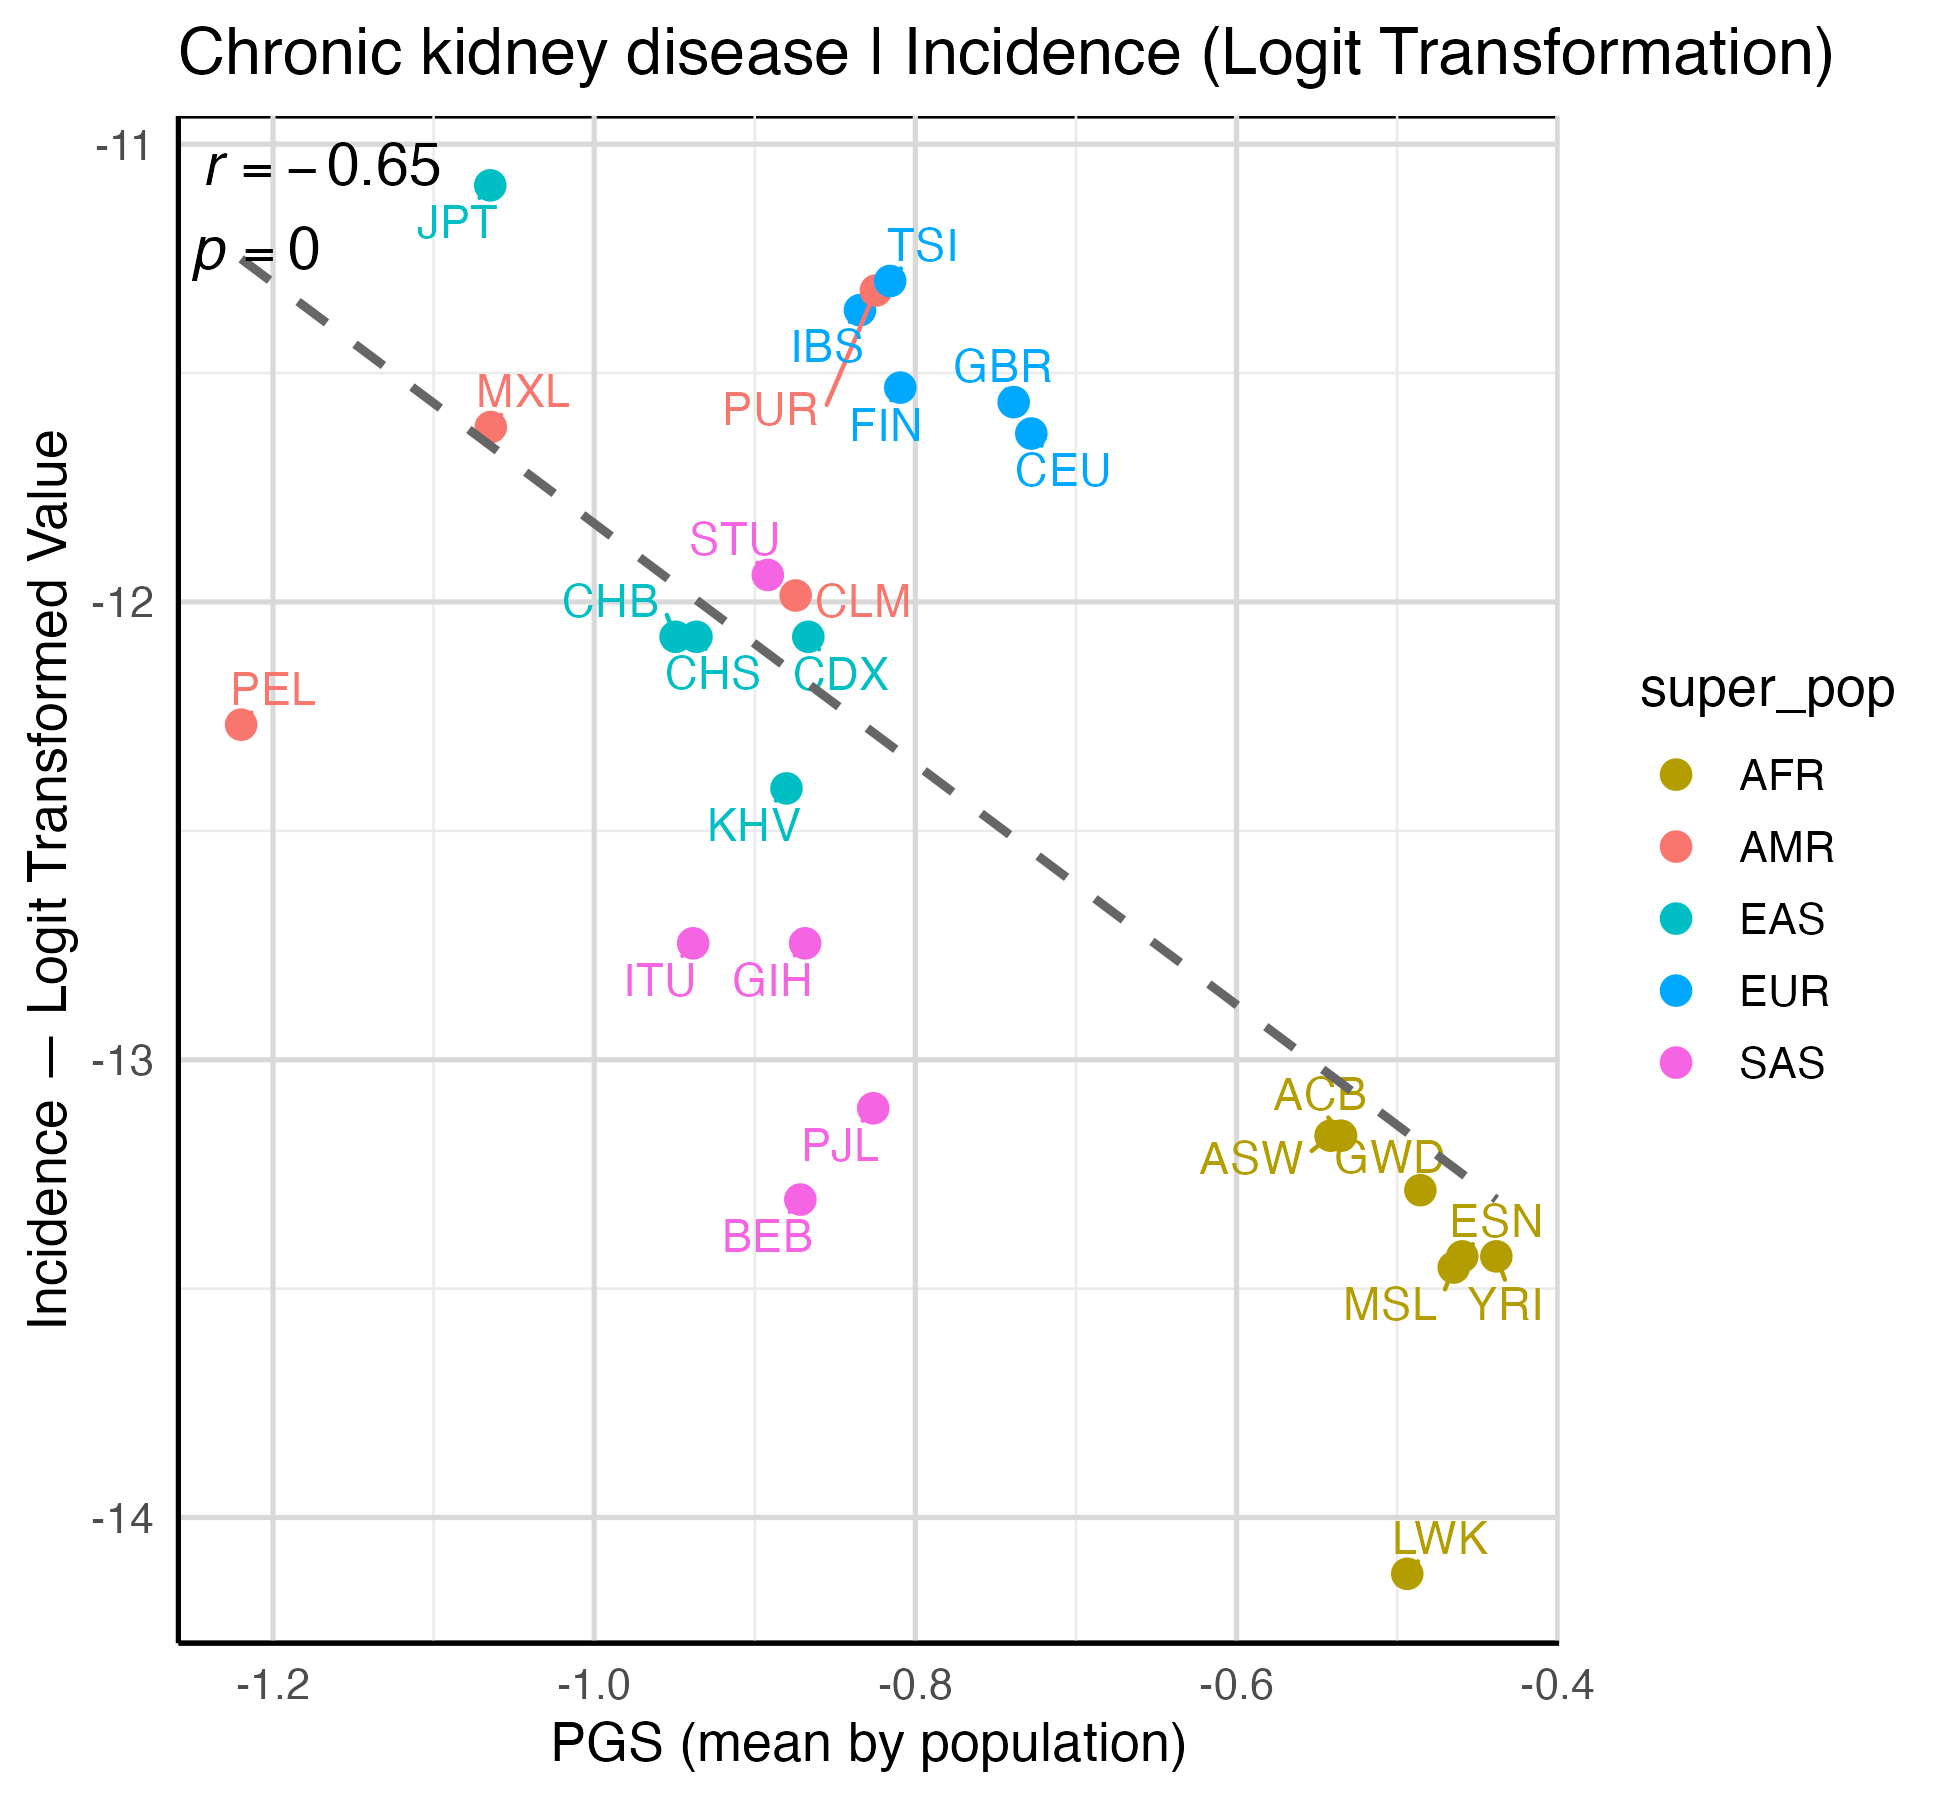 Chronic kidney disease | Incidence (Logit Transformation)
Incidence — Logit Transformed Value
-11
-12
-13
-14
r = −0.65
p = 0
JPT
TSI
IBS
GBR
MXL
PUR
FIN
CEU
STU
CHB
CLM
CHS
CDX
PEL
KHV
ITU
GIH
ACB
PJL
ASW
GWD
BEB
ESN
MSL
YRI
LWK
-1.2
-1.0
-0.8
-0.6
-0.4
PGS (mean by population)
super_pop
AFR
AMR
EAS
EUR
SAS